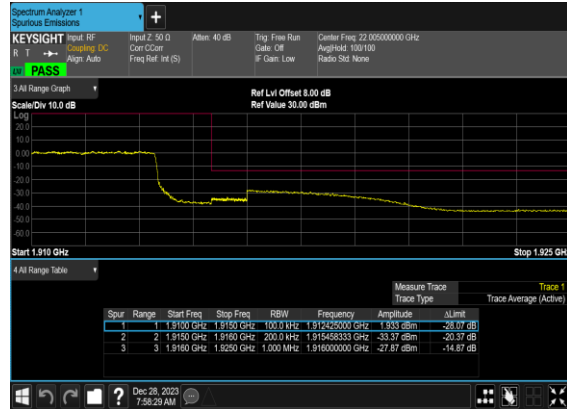 Spectrum Analyzer 1
Spurious Emissions
+
KEYSIGHT Input: RF Input Z: 50 Ω Atten: 40 dB Trig: Free Run Center Freq: 22.005000000 GHz
R T Coupling: DC Corr CCorr Gate: Off Avg|Hold: 100/100
Align: Auto Freq Ref: Int (S) IF Gain: Low Radio Std: None
PASS
3 All Range Graph
Ref Lvl Offset 8.00 dB
Scale/Div 10.0 dB Ref Value 30.00 dBm
Log
20.0
10.0
0.00
-10.0
-20.0
-30.0
-40.0
-50.0
-60.0
Start 1.910 GHz Stop 1.925 GHz
4 All Range Table
Measure Trace Trace 1
Trace Type Trace Average (Active)
Spur Range Start Freq Stop Freq RBW Frequency Amplitude ΔLimit
1 1 1.9100 GHz 1.9150 GHz 100.0 kHz 1.912425000 GHz 1.933 dBm -28.07 dB
2 2 1.9150 GHz 1.9160 GHz 200.0 kHz 1.915458333 GHz -33.37 dBm -20.37 dB
3 3 1.9160 GHz 1.9250 GHz 1.000 MHz 1.916000000 GHz -27.87 dBm -14.87 dB
? Dec 28, 2023
7:58:29 AM